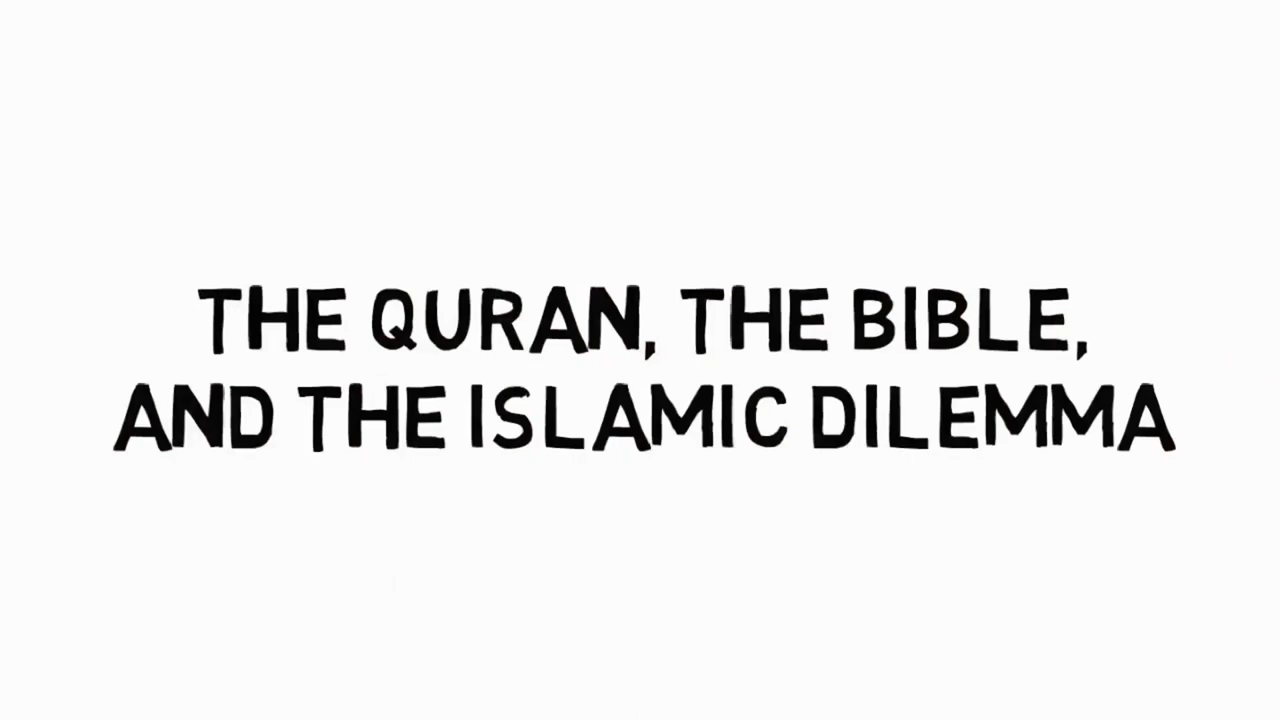 THE QURAN, THE BIBLE,
AND THE ISLAMIC DILEMMA